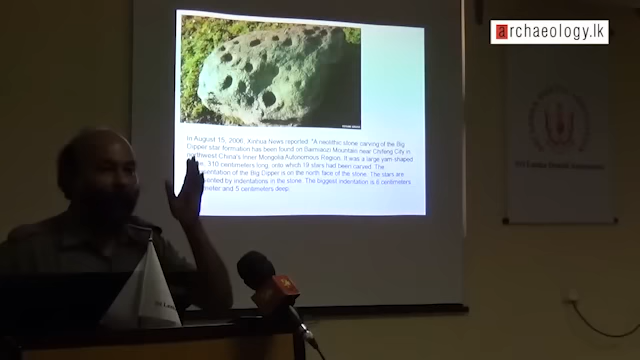 archaeology.lk
In August 15, 2006, Xinhua News reported: "A neolithic stone carving of the Big
Dipper star formation has been found on Baimiaozi Mountain near Chifeng City in
northwest China's Inner Mongolia Autonomous Region. It was a large yam shaped
310 centimeters long, onto which 19 stars had been carved. The
of the Big Dipper is on the north face of the stone. The stars are
by indentations in the stone. The biggest indentation is 6 centimeters
and 5 centimeters deep.
Sri Lanka